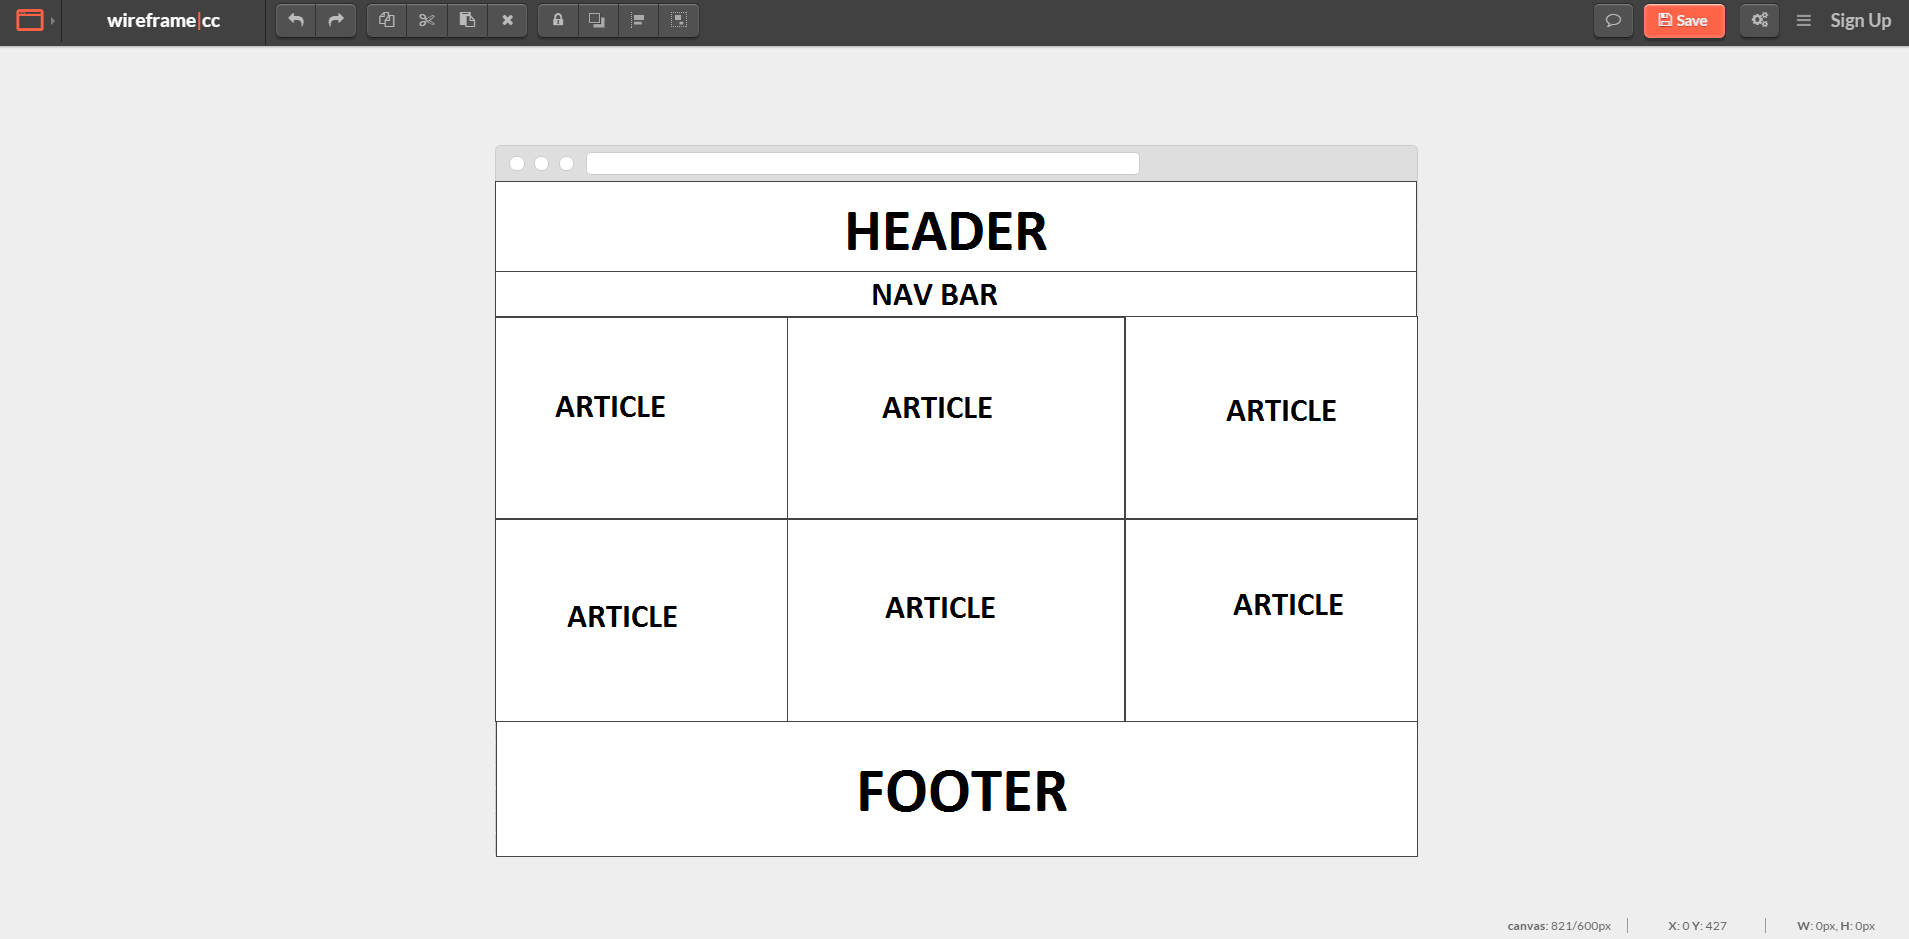 wireframe|cc Save Sign Up
HEADER
NAV BAR
ARTICLE ARTICLE ARTICLE
ARTICLE ARTICLE ARTICLE
FOOTER
canvas: 821/600px X: 0 Y: 427 W: 0px, H: 0px